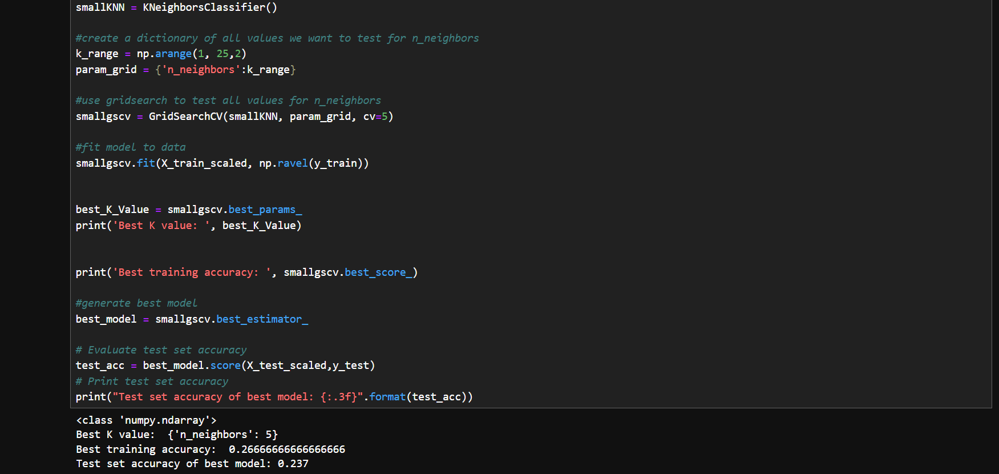 smallKNN = KNeighborsClassifier()
#create a dictionary of all values we want to test for n_neighbors
k_range = np.arange(1, 25,2)
param_grid = {'n_neighbors':k_range}
#use gridsearch to test all values for n_neighbors
smallgscv = GridSearchCV(smallKNN, param_grid, cv=5)
#fit model to data
smallgscv.fit(X_train_scaled, np.ravel(y_train))
best_K_Value = smallgscv.best_params_
print('Best K value: ', best_K_Value)
print('Best training accuracy: ', smallgscv.best_score_)
#generate best model
best_model = smallgscv.best_estimator_
# Evaluate test set accuracy
test_acc = best_model.score(X_test_scaled,y_test)
# Print test set accuracy
print("Test set accuracy of best model: {:.3f}".format(test_acc))
<class 'numpy.ndarray'>
Best K value:  {'n_neighbors': 5}
Best training accuracy:  0.26666666666666666
Test set accuracy of best model: 0.237